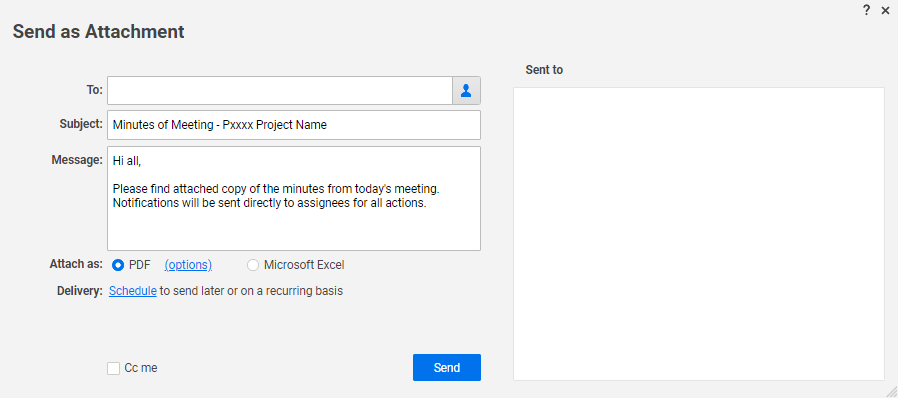 ? ×
Send as Attachment
Sent to
To:
Subject: Minutes of Meeting - Pxxxx Project Name
Message: Hi all,
Please find attached copy of the minutes from today's meeting.
Notifications will be sent directly to assignees for all actions.
Attach as: PDF (options) Microsoft Excel
Delivery: Schedule to send later or on a recurring basis
Cc me Send